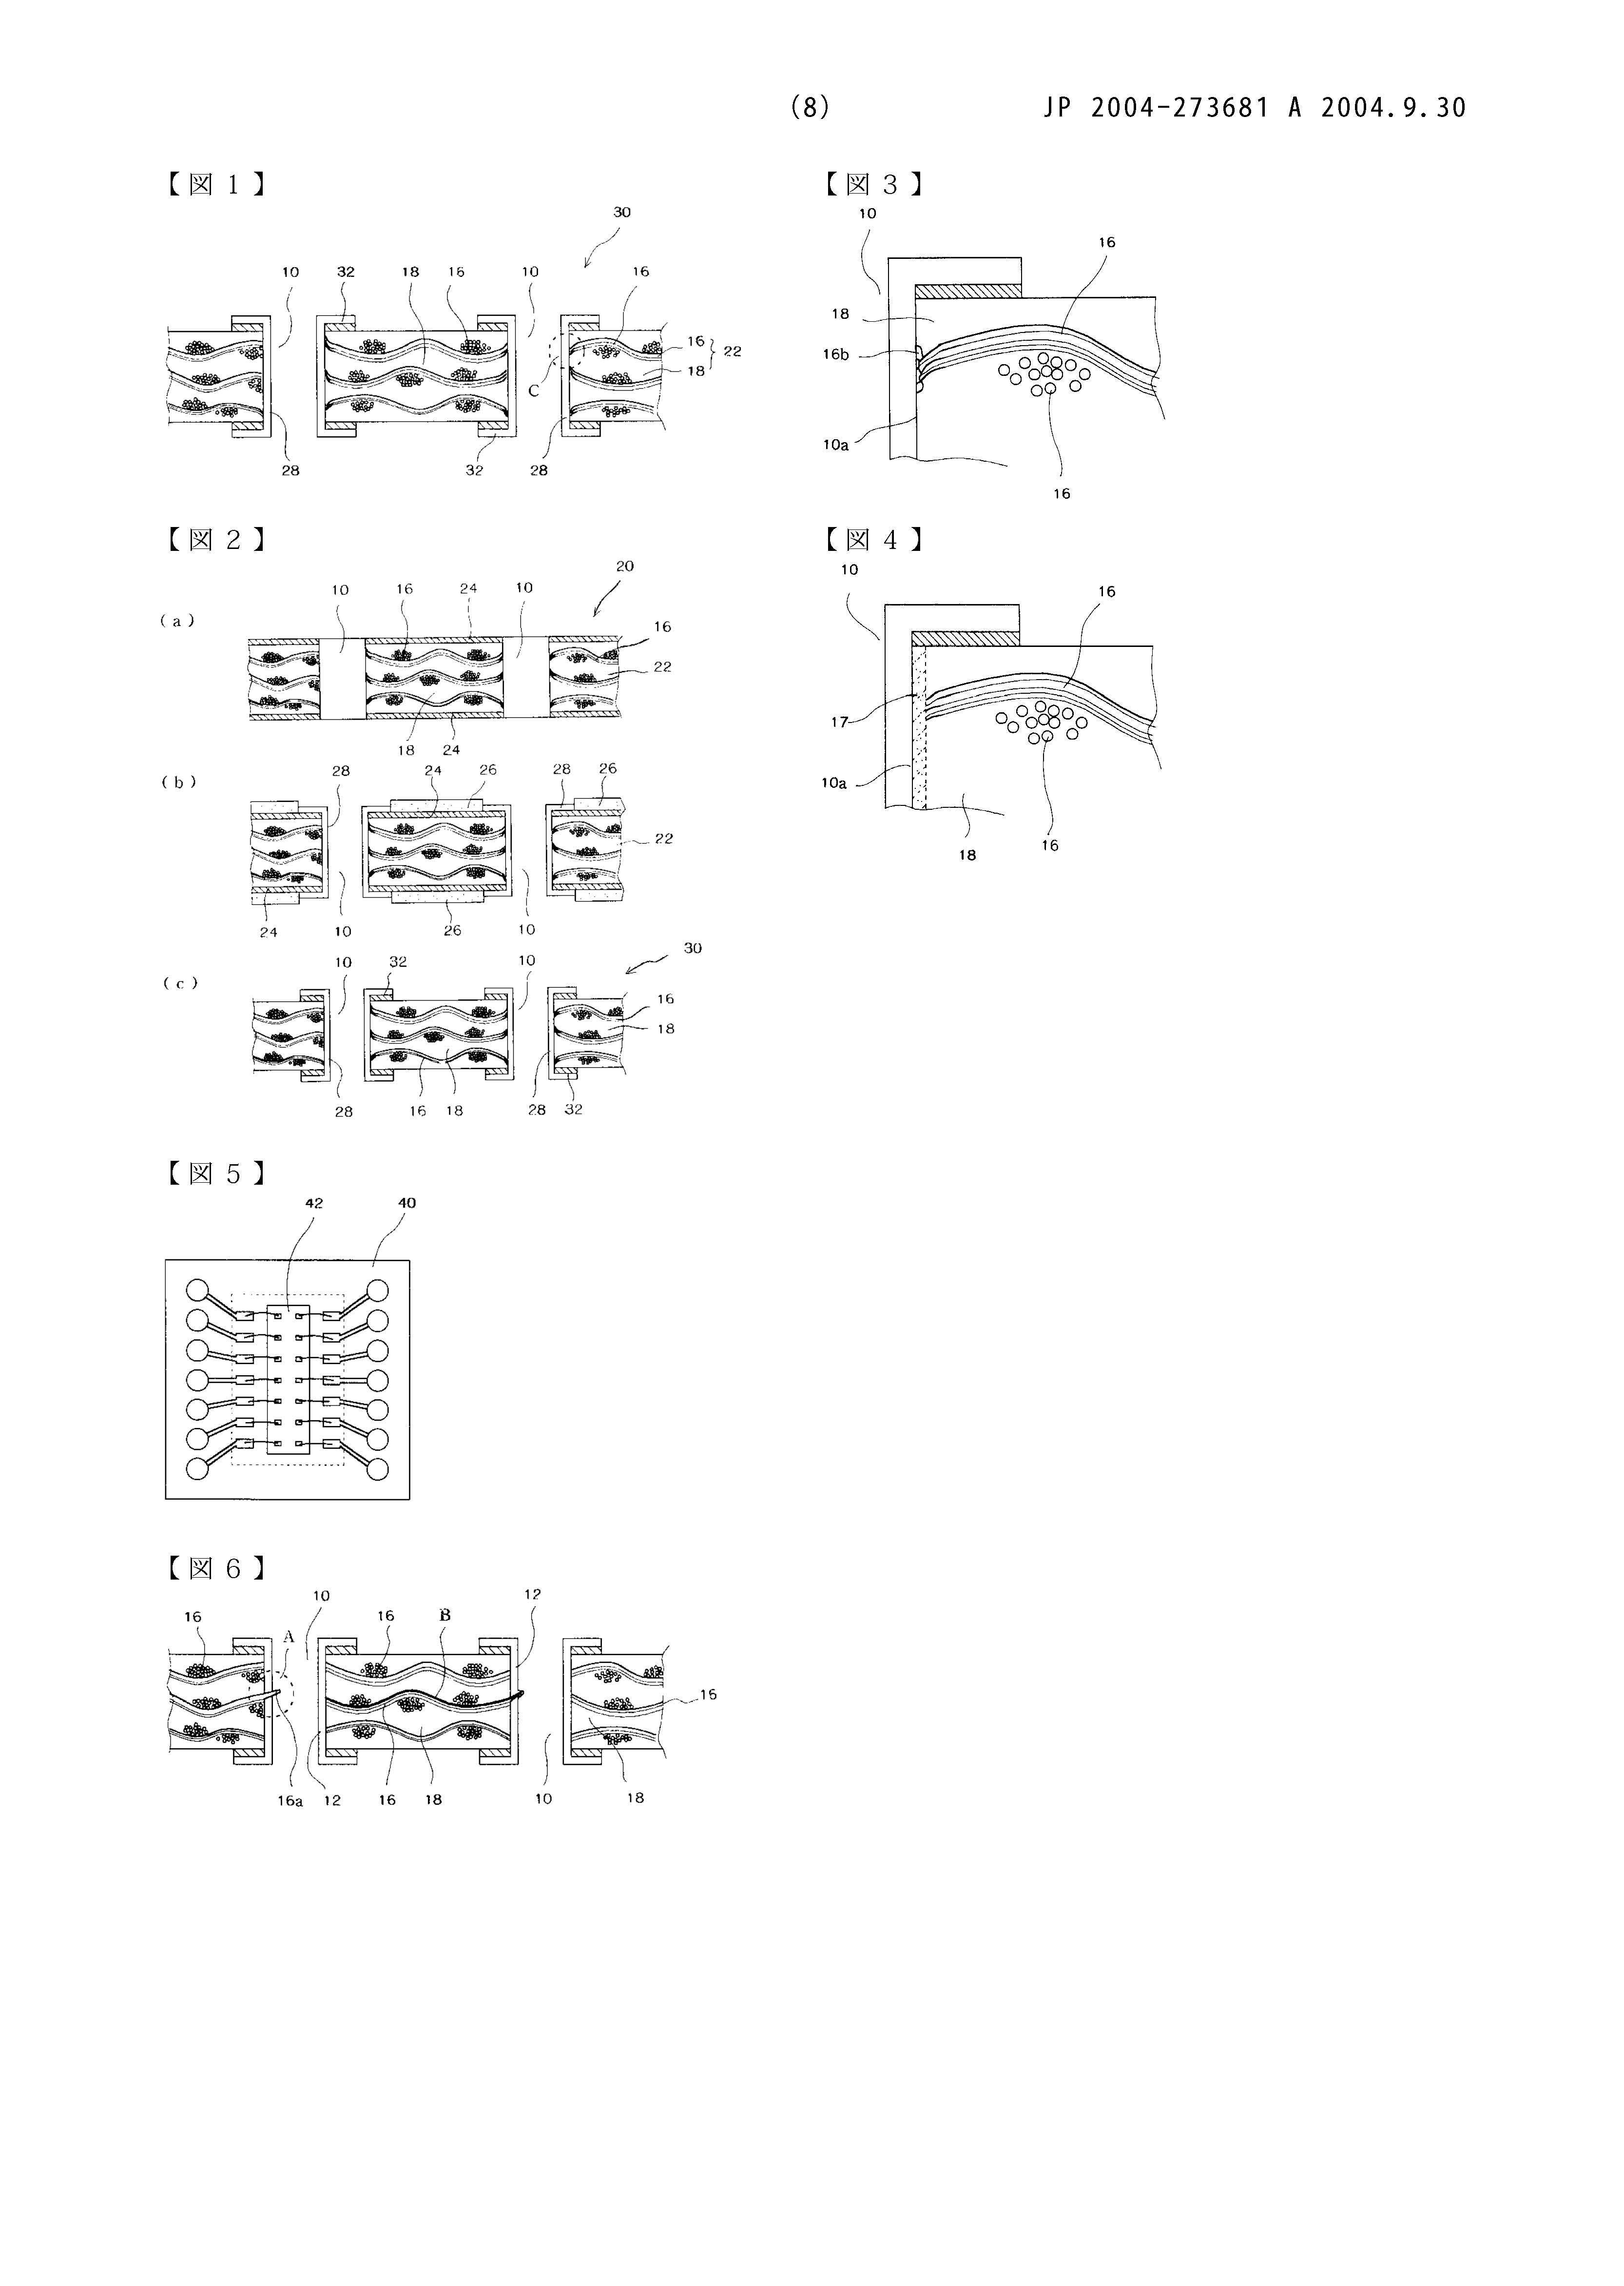 (8)
JP 2004-273681 A 2004.9.30
【図1】
30
10 32 18 16 10 16
16
18
22
C
28 32 28
【図2】
20
(a)
10 16 24 10
16
22
18 24
(b)
28 24 26 28 26
22
24 10 26 10
(c)
30
10 32 10
16
18
28 16 18 28 32
【図3】
10
16
18
16b
10a
16
【図4】
10
16
17
10a
18 16
【図5】
42 40
【図6】
10 12
16 A 16 B
16
16a 12 16 18 10 18